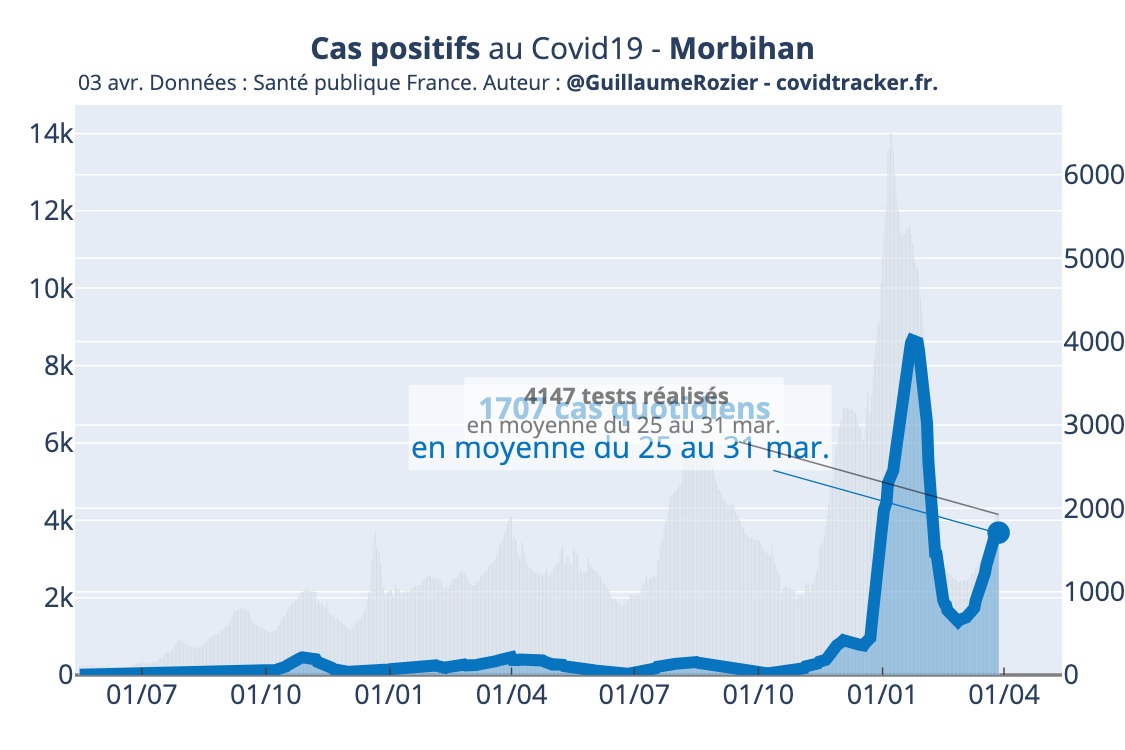 Cas positifs au Covid19 - Morbihan
03 avr. Données : Santé publique France. Auteur : @GuillaumeRozier - covidtracker.fr.
14k
12k
10k
8k
6k
4k
2k
0
6000
5000
4000
3000
2000
1000
0
4147 tests réalisés
1707 cas quotidiens
en moyenne du 25 au 31 mar.
en moyenne du 25 au 31 mar.
01/07
01/10
01/01
01/04
01/07
01/10
01/01
01/04